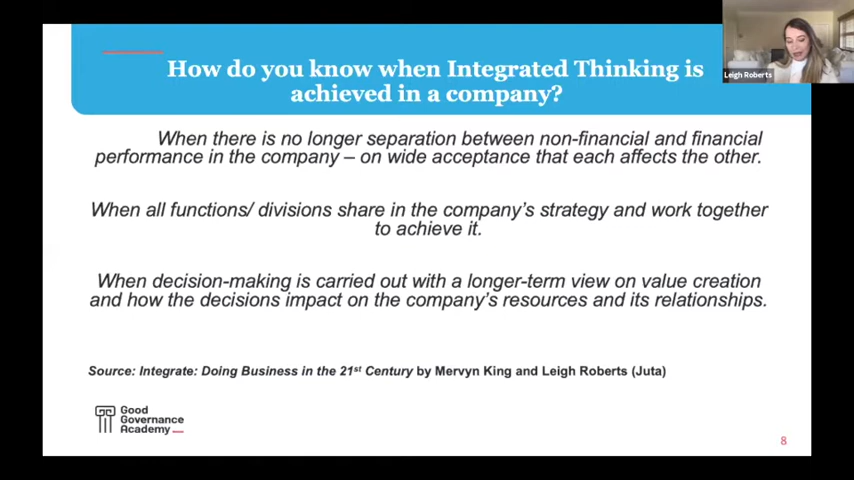 How do you know when Integrated Thinking is
achieved in a company?
Leigh Roberts
When there is no longer separation between non-financial and financial
performance in the company – on wide acceptance that each affects the other.
When all functions/ divisions share in the company's strategy and work together
to achieve it.
When decision-making is carried out with a longer-term view on value creation
and how the decisions impact on the company's resources and its relationships.
Source: Integrate: Doing Business in the 21st Century by Mervyn King and Leigh Roberts (Juta)
Good
Governance
Academy
8